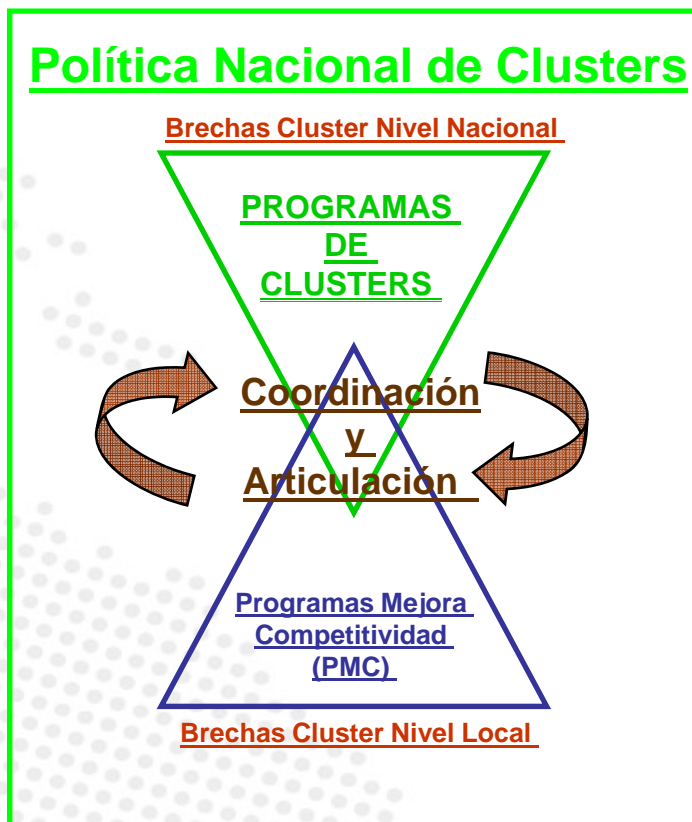 Política Nacional de Clusters
Brechas Cluster Nivel Nacional
PROGRAMAS
DE
CLUSTERS
Coordinación
y
Articulación
Programas Mejora
Competitividad
(PMC)
Brechas Cluster Nivel Local